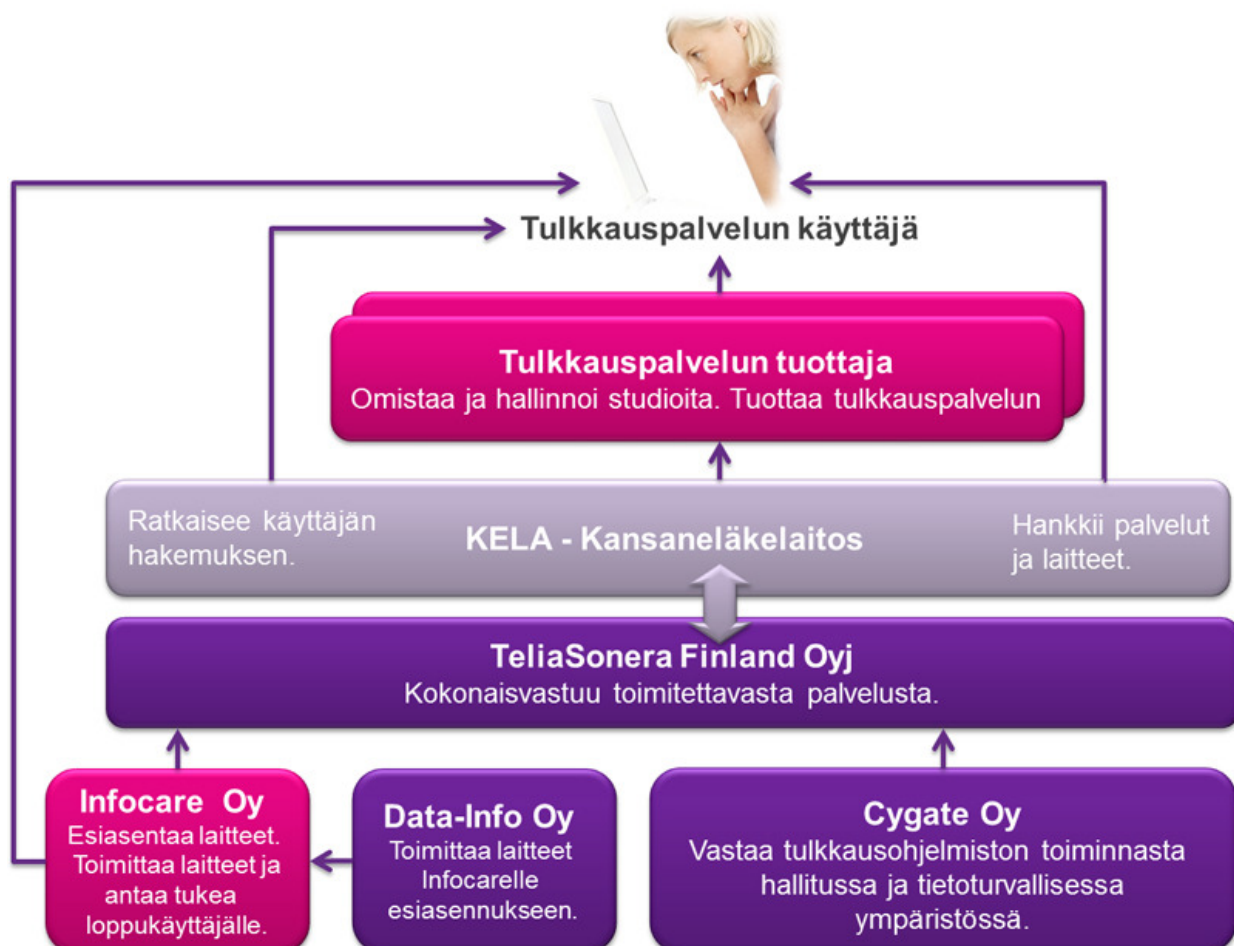 Tulkkauspalvelun käyttäjä
Tulkkauspalvelun tuottaja
Omistaa ja hallinnoi studioita. Tuottaa tulkkauspalvelun
Ratkaisee käyttäjän
hakemuksen.
KELA - Kansaneläkelaitos
Hankkii palvelut
ja laitteet.
TeliaSonera Finland Oyj
Kokonaisvastuu toimitettavasta palvelusta.
Infocare Oy
Esiasentaa laitteet.
Toimittaa laitteet ja
antaa tukea
loppukäyttäjälle.
Data-Info Oy
Toimittaa laitteet
Infocarelle
esiasennukseen.
Cygate Oy
Vastaa tulkkausohjelmiston toiminnasta
hallitussa ja tietoturvallisessa
ympäristössä.